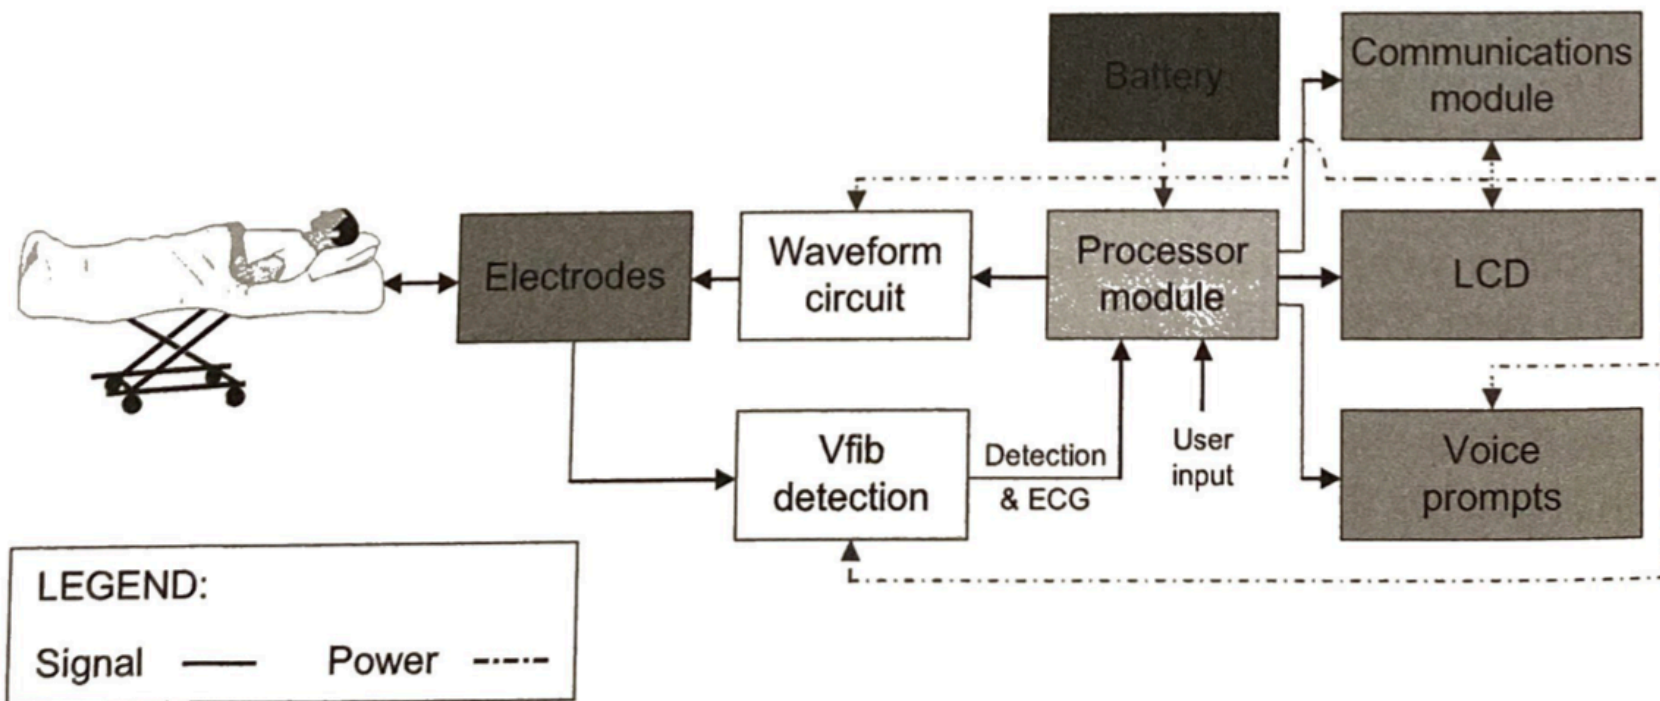 Battery
Communications
module
Electrodes
Waveform
circuit
Processor
module
LCD
Vfib
detection
Detection
& ECG
User
input
Voice
prompts
LEGEND:
Signal
Power